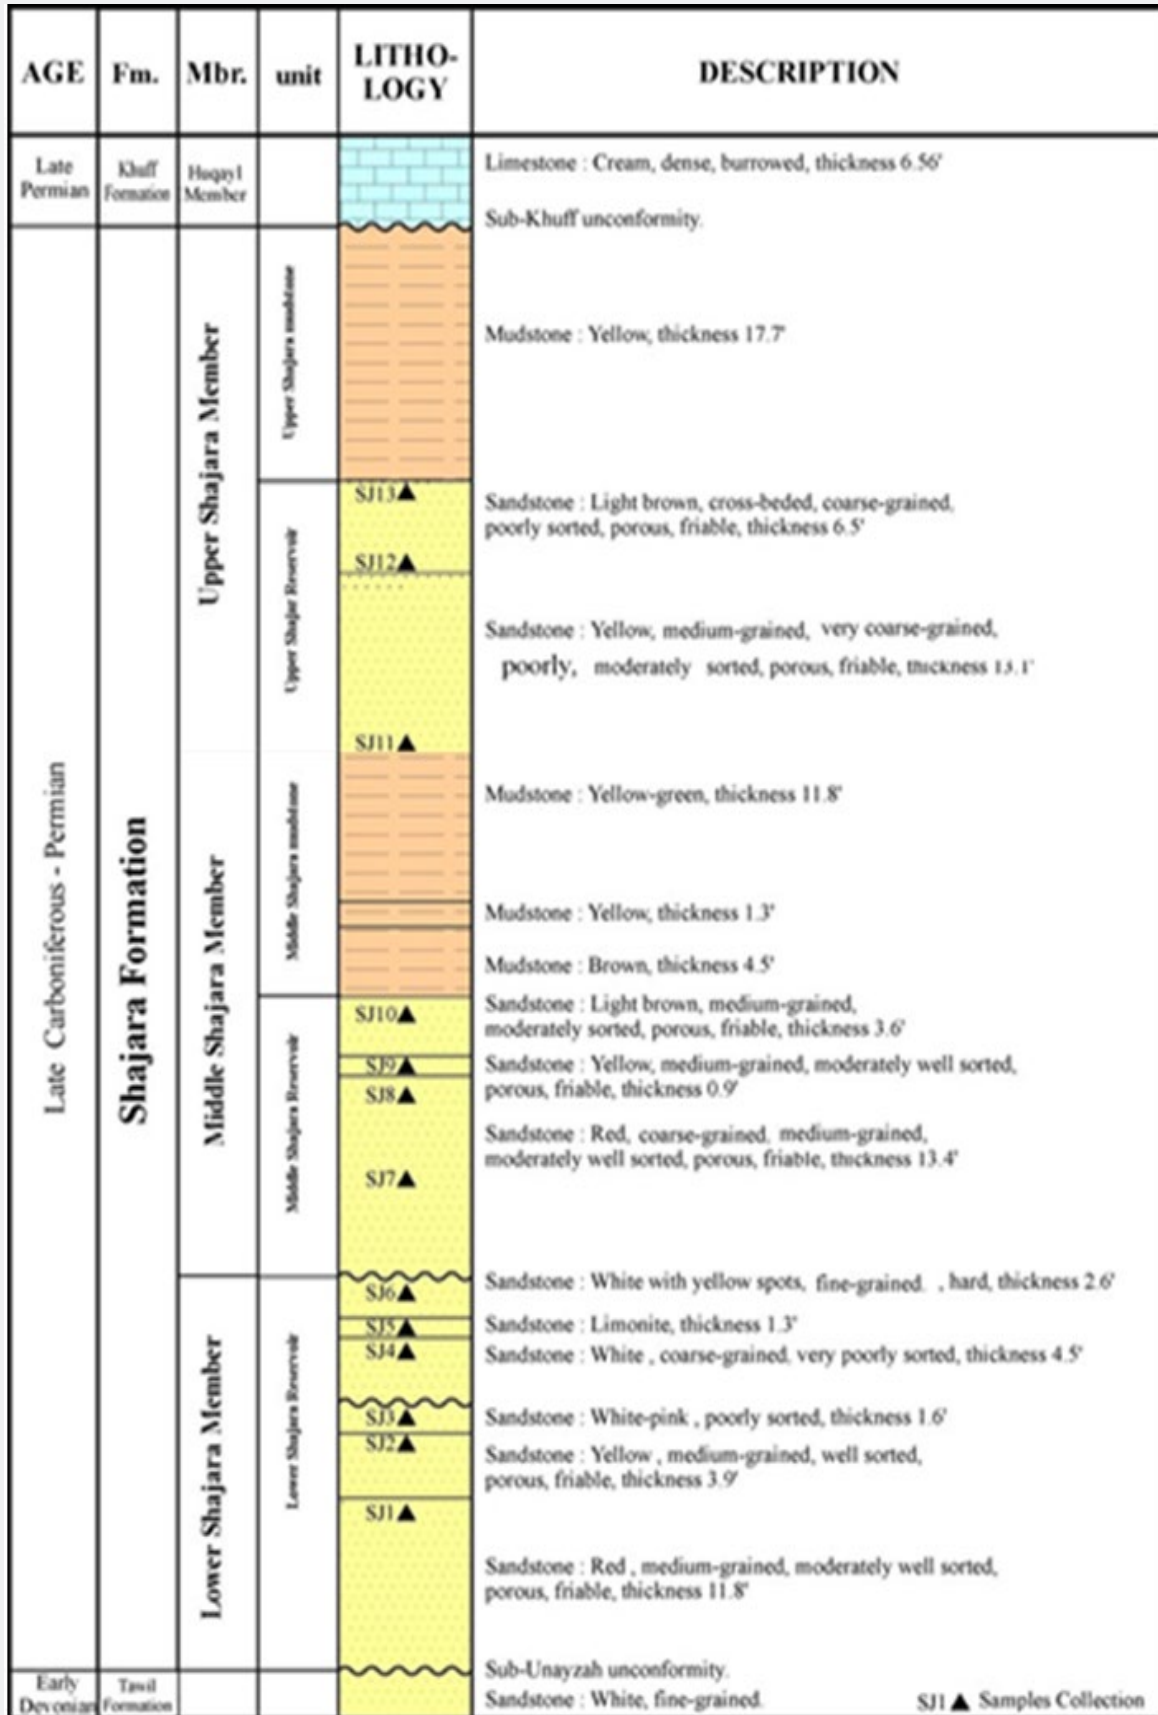 AGE Fm. Mbr. unit LITHO-
LOGY DESCRIPTION
Late
Permian
Khuff
Formation
Huqayl
Member
Limestone : Cream, dense, burrowed, thickness 6.56'
Sub-Khuff unconformity.
Late Carboniferous - Permian
Shajara Formation
Upper Shajara Member
Upper Shajara mudstone
Mudstone : Yellow, thickness 17.7'
Upper Shajar Reservoir
SJ13▲
Sandstone : Light brown, cross-beded, coarse-grained,
poorly sorted, porous, friable, thickness 6.5'
SJ12▲
Sandstone : Yellow, medium-grained, very coarse-grained,
poorly, moderately sorted, porous, friable, thickness 13.1'
SJ11▲
Middle Shajara Member
Middle Shajara mudstone
Mudstone : Yellow-green, thickness 11.8'
Mudstone : Yellow, thickness 1.3'
Mudstone : Brown, thickness 4.5'
Middle Shajara Reservoir
SJ10▲
Sandstone : Light brown, medium-grained,
moderately sorted, porous, friable, thickness 3.6'
SJ9▲
Sandstone : Yellow, medium-grained, moderately well sorted,
porous, friable, thickness 0.9'
SJ8▲
Sandstone : Red, coarse-grained, medium-grained,
moderately well sorted, porous, friable, thickness 13.4'
SJ7▲
Lower Shajara Member
Lower Shajara Reservoir
SJ6▲
Sandstone : White with yellow spots, fine-grained. , hard, thickness 2.6'
SJ5▲
Sandstone : Limonite, thickness 1.3'
SJ4▲
Sandstone : White , coarse-grained, very poorly sorted, thickness 4.5'
SJ3▲
Sandstone : White-pink , poorly sorted, thickness 1.6'
SJ2▲
Sandstone : Yellow , medium-grained, well sorted,
porous, friable, thickness 3.9'
SJ1▲
Sandstone : Red , medium-grained, moderately well sorted,
porous, friable, thickness 11.8'
Sub-Unayzah unconformity.
Early
Devonian
Tawil
Formation
Sandstone : White, fine-grained.
SJ1▲ Samples Collection